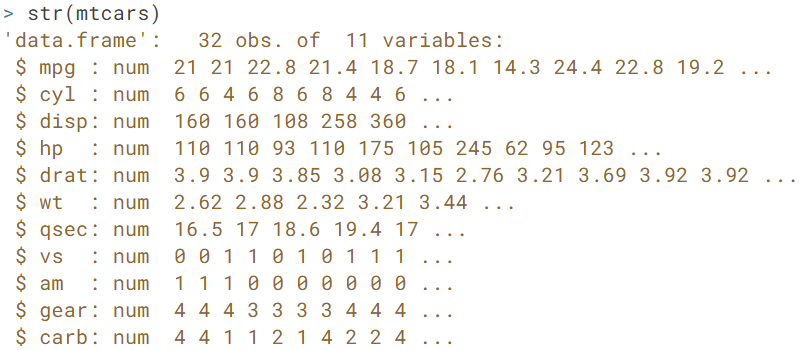 > str(mtcars)
'data.frame':   32 obs. of  11 variables:
 $ mpg : num  21 21 22.8 21.4 18.7 18.1 14.3 24.4 22.8 19.2 ...
 $ cyl : num  6 6 4 6 8 6 8 4 4 6 ...
 $ disp: num  160 160 108 258 360 ...
 $ hp  : num  110 110 93 110 175 105 245 62 95 123 ...
 $ drat: num  3.9 3.9 3.85 3.08 3.15 2.76 3.21 3.69 3.92 3.92 ...
 $ wt  : num  2.62 2.88 2.32 3.21 3.44 ...
 $ qsec: num  16.5 17 18.6 19.4 17 ...
 $ vs  : num  0 0 1 1 0 1 0 1 1 1 ...
 $ am  : num  1 1 1 0 0 0 0 0 0 0 ...
 $ gear: num  4 4 4 3 3 3 3 4 4 4 ...
 $ carb: num  4 4 1 1 2 1 4 2 2 4 ...